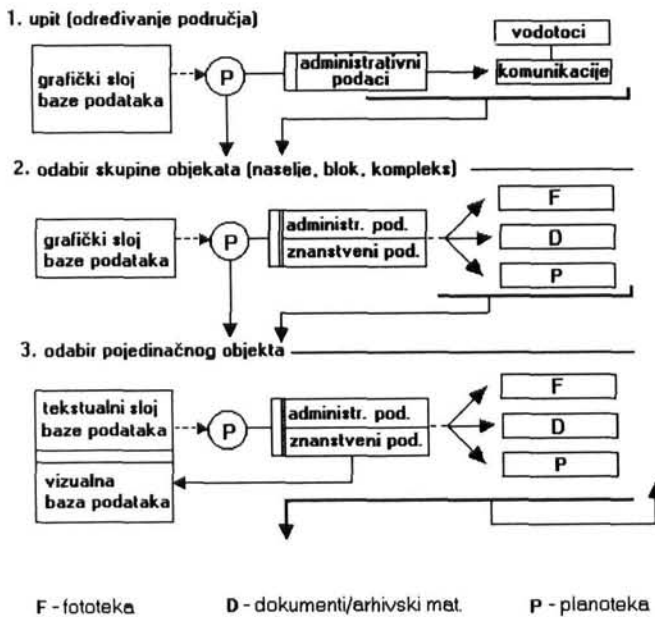 1. upit (određivanje područja)
vodotoci
grafički sloj
baze podataka
P
administrativni
podaci
komunikacije
2. odabir skupine objekata (naselje, blok, kompleks)
grafički sloj
baze podataka
P
administr. pod.
znanstveni pod.
F
D
P
3. odabir pojedinačnog objekta
tekstualni sloj
baze podataka
P
administr. pod.
znanstveni pod.
F
D
P
vizualna
baza podataka
F - fototeka D - dokumenti/arhivski mat. P - planoteka